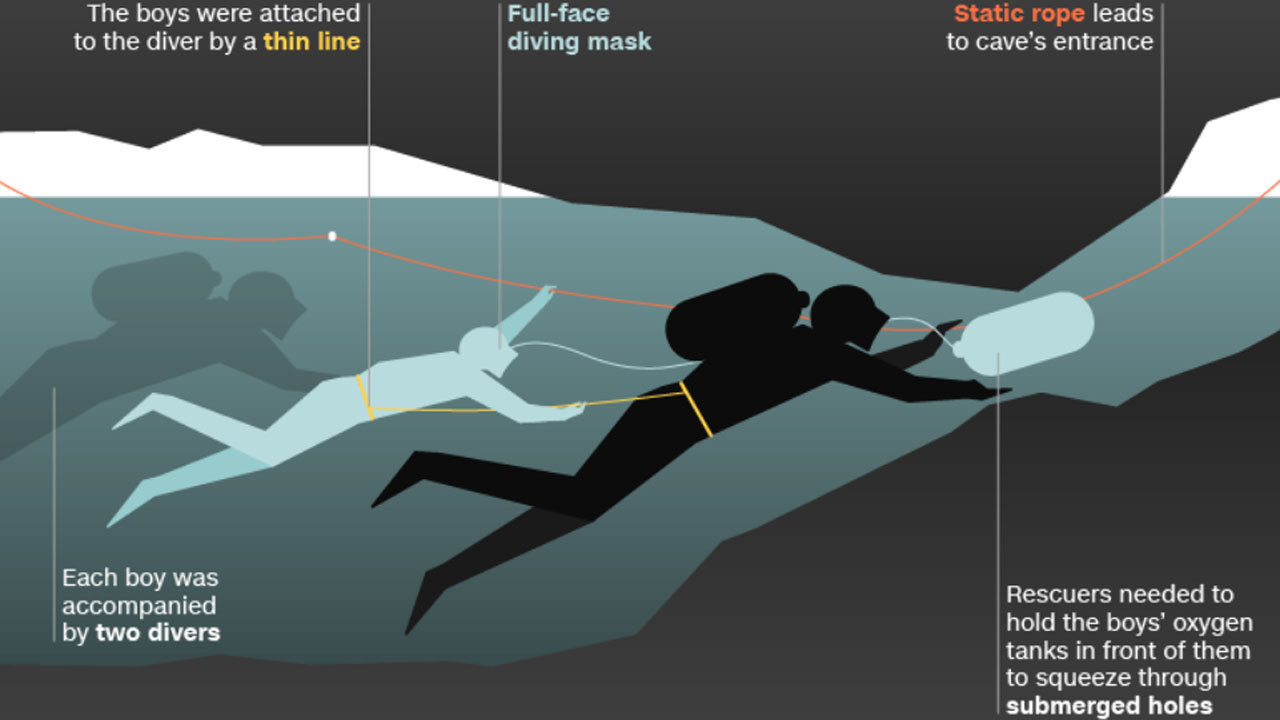 The boys were attached
to the diver by a thin line
Full-face
diving mask
Static rope leads
to cave’s entrance
Each boy was
accompanied
by two divers
Rescuers needed to
hold the boys’ oxygen
tanks in front of them
to squeeze through
submerged holes